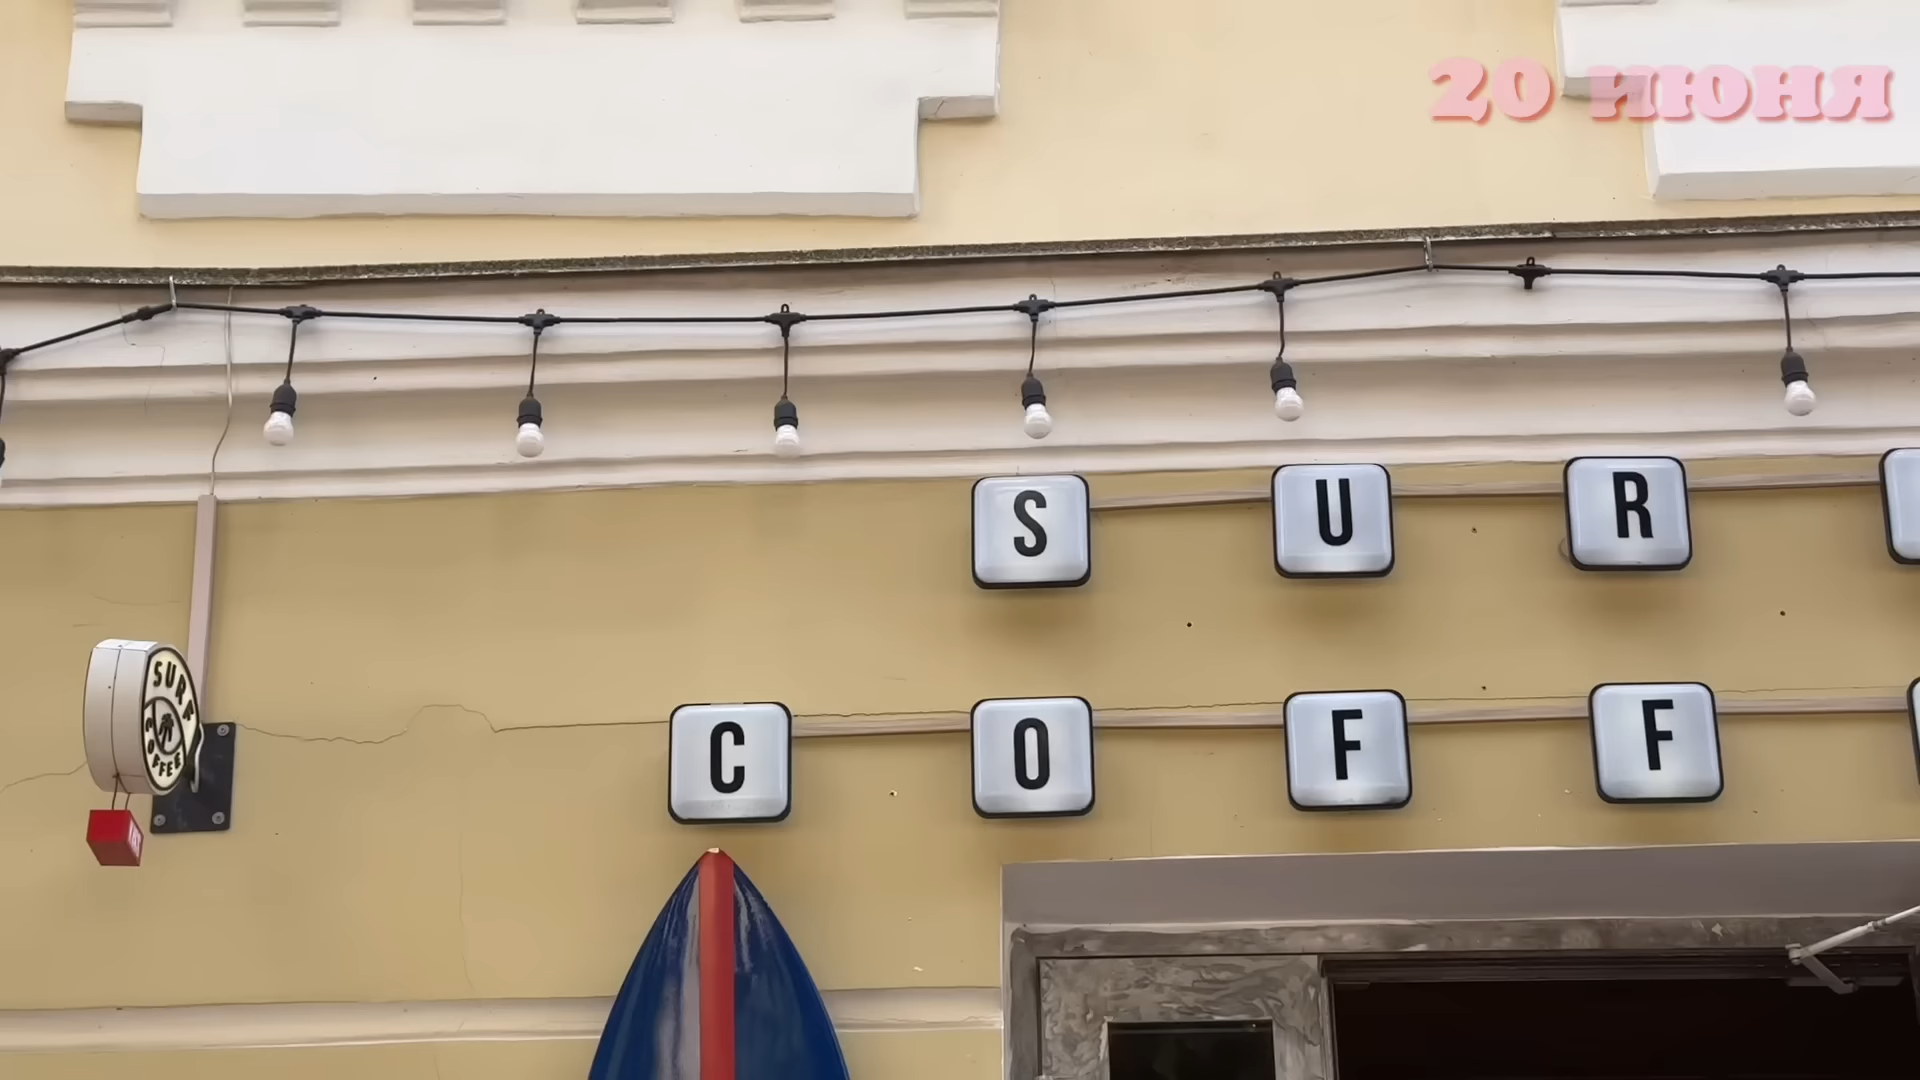 20 июня
S U R
C O F F
SURF
COFFEE